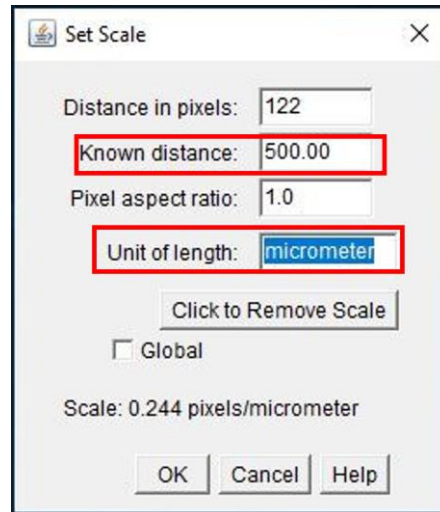 Set Scale
Distance in pixels: 122
Known distance: 500.00
Pixel aspect ratio: 1.0
Unit of length: micrometer
Click to Remove Scale
Global
Scale: 0.244 pixels/micrometer
OK Cancel Help